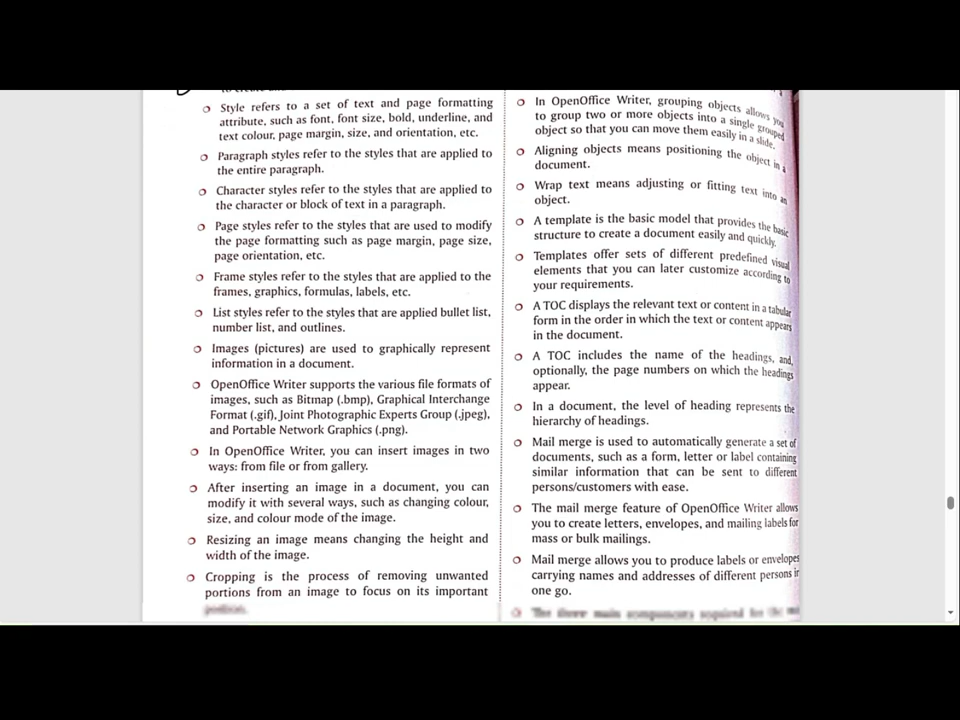 Style refers to a set of text and page formatting
attribute, such as font, font size, bold, underline, and
text colour, page margin, size, and orientation, etc.
Paragraph styles refer to the styles that are applied to
the entire paragraph.
Character styles refer to the styles that are applied to
the character or block of text in a paragraph.
Page styles refer to the styles that are used to modify
the page formatting such as page margin, page size,
page orientation, etc.
Frame styles refer to the styles that are applied to the
frames, graphics, formulas, labels, etc.
List styles refer to the styles that are applied bullet list,
number list, and outlines.
Images (pictures) are used to graphically represent
information in a document.
OpenOffice Writer supports the various file formats of
images, such as Bitmap (.bmp), Graphical Interchange
Format (.gif), Joint Photographic Experts Group (.jpeg),
and Portable Network Graphics (.png).
In OpenOffice Writer, you can insert images in two
ways: from file or from gallery.
After inserting an image in a document, you can
modify it with several ways, such as changing colour,
size, and colour mode of the image.
Resizing an image means changing the height and
width of the image.
Cropping is the process of removing unwanted
portions from an image to focus on its important
In OpenOffice Writer, grouping objects allows you
to group two or more objects into a single grouped
object so that you can move them easily in a slide.
Aligning objects means positioning the object in a
document.
Wrap text means adjusting or fitting text into an
object.
A template is the basic model that provides the basic
structure to create a document easily and quickly.
Templates offer sets of different predefined visual
elements that you can later customize according to
your requirements.
A TOC displays the relevant text or content in a tabular
form in the order in which the text or content appears
in the document.
A TOC includes the name of the headings, and,
optionally, the page numbers on which the headings
appear.
In a document, the level of heading represents the
hierarchy of headings.
Mail merge is used to automatically generate a set of
documents, such as a form, letter or label containing
similar information that can be sent to different
persons/customers with ease.
The mail merge feature of OpenOffice Writer allows
you to create letters, envelopes, and mailing labels for
mass or bulk mailings.
Mail merge allows you to produce labels or envelopes
carrying names and addresses of different persons in
one go.
The three main components required for the